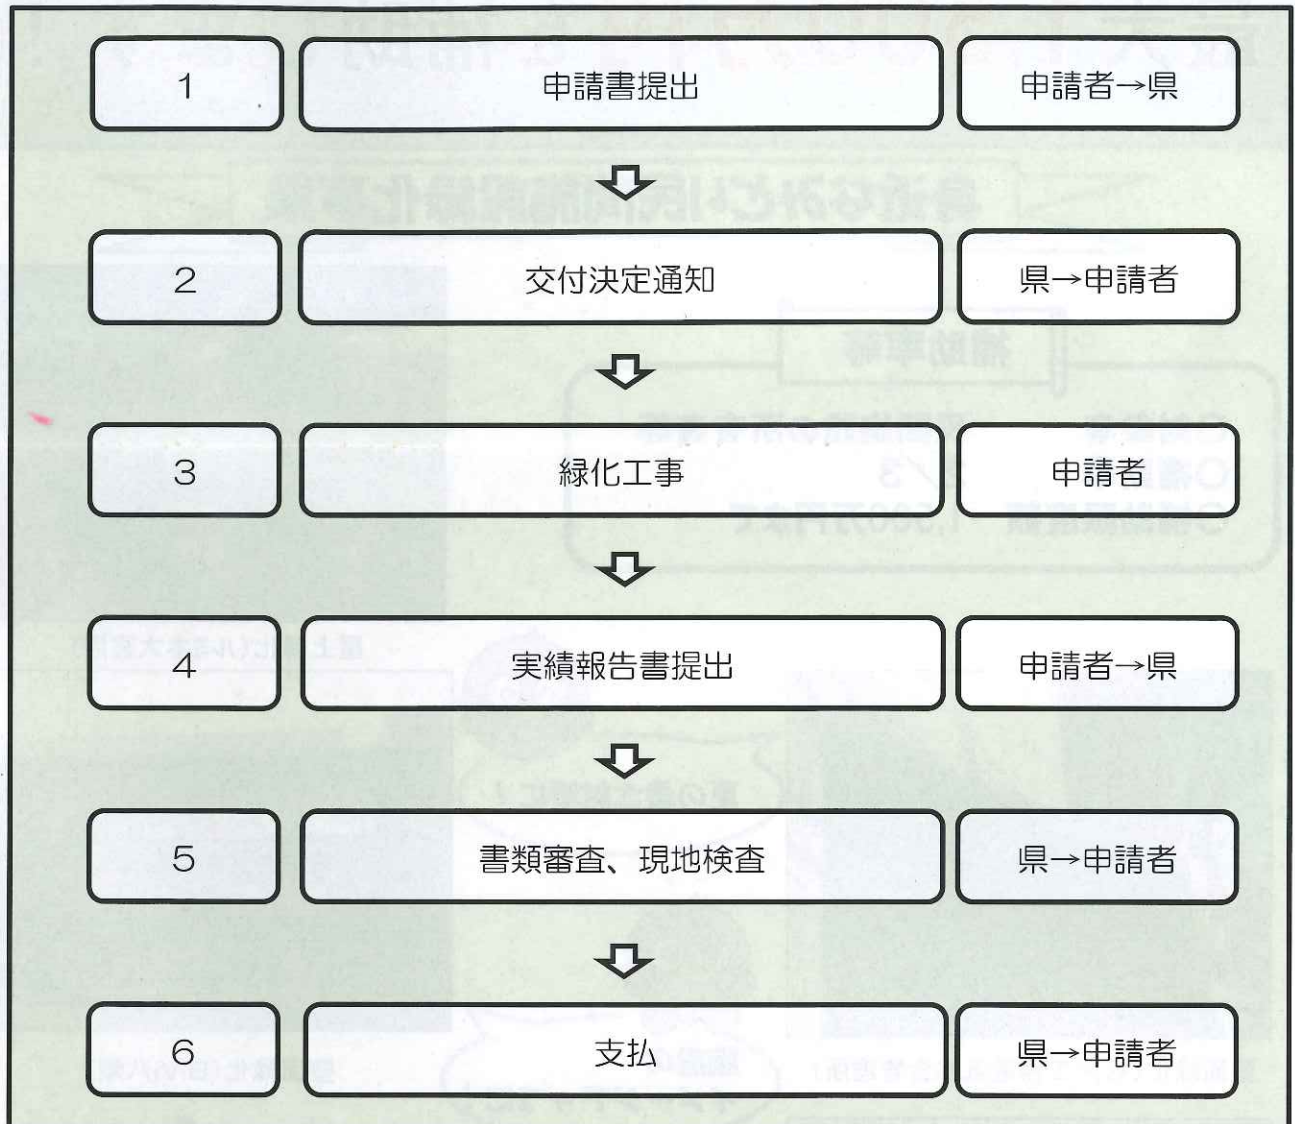 1 申請書提出 申請者→県
2 交付決定通知 県→申請者
3 緑化工事 申請者
4 実績報告書提出 申請者→県
5 書類審査、現地検査 県→申請者
6 支払 県→申請者